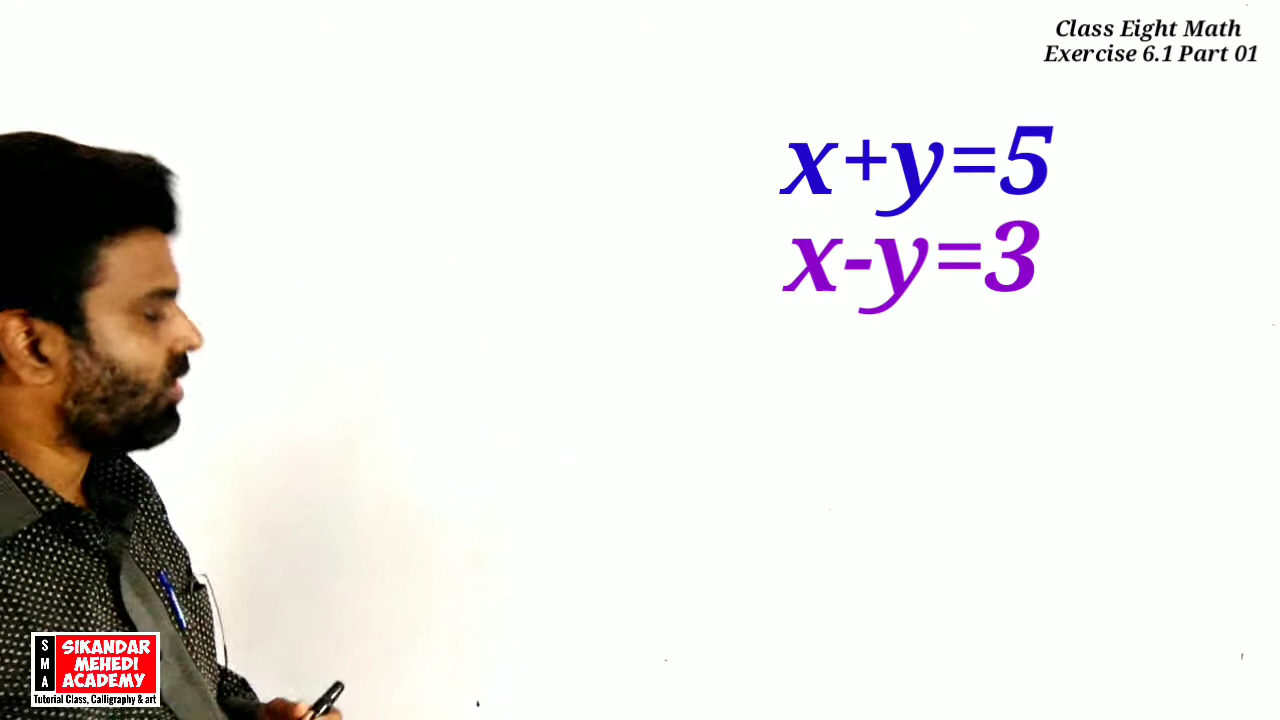 Class Eight Math
Exercise 6.1 Part 01
x+y=5
x-y=3
S
M
A
SIKANDAR
MEHEDI
ACADEMY
Tutorial Class, Calligraphy & art